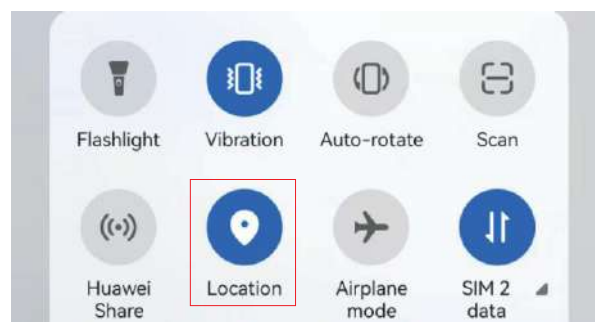 Flashlight Vibration Auto-rotate Scan
Huawei Share Location Airplane mode SIM 2 data